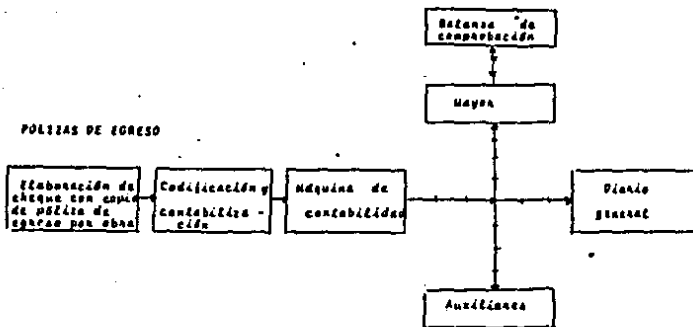 Balanza de
comprobación
Mayor
POLIZAS DE EGRESO
Elaboración de
cheque con copia
de póliza de
egreso por obra
Codificación y
contabiliza -
ción
Máquina de
contabilidad
Diario
general
Auxiliares